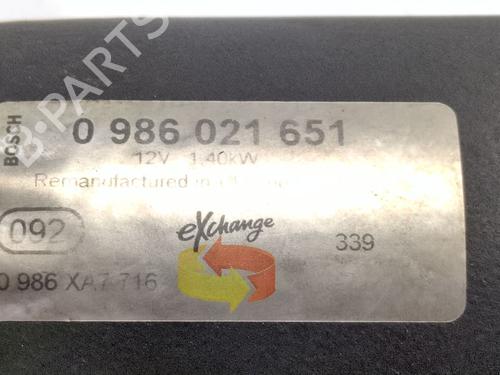 BOSCH
0 986 021 651
12V 1,40kW
Remanufactured in
092
eXchange
339
0 986 XA7 716
B-PARTS